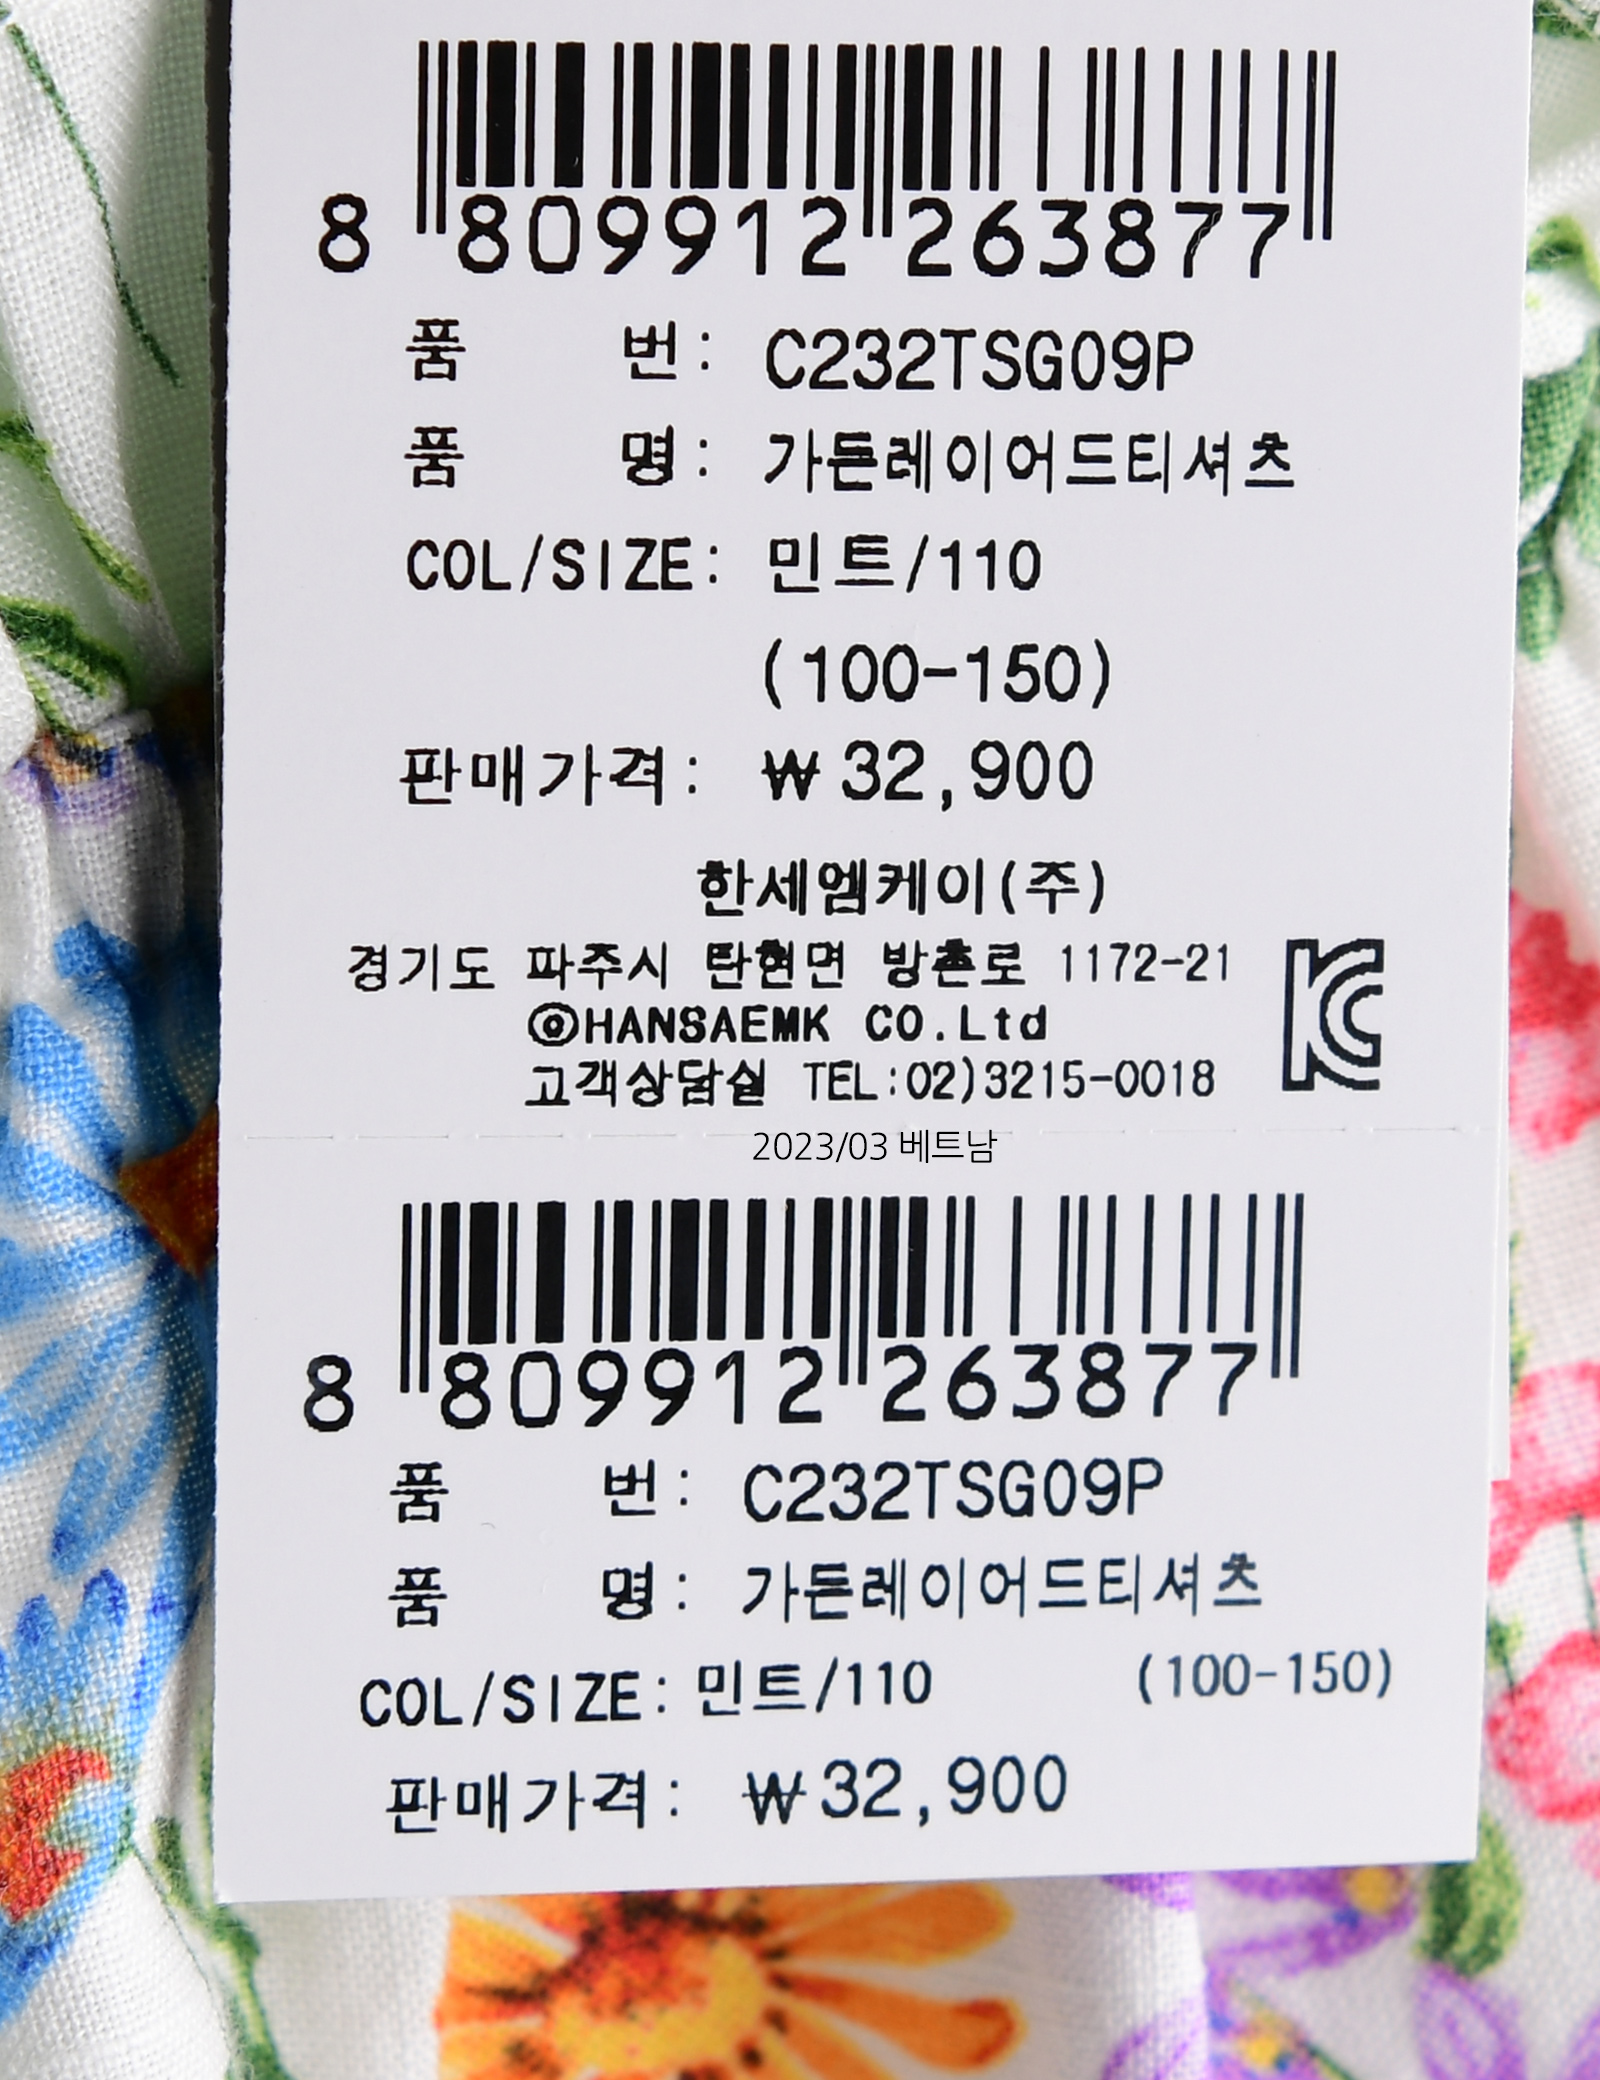 8 809912 263877
품 번: C232TSG09P
품 명: 가든레이어드티셔츠
COL/SIZE: 민트/110
(100-150)
판매가격: ₩32,900
한세엠케이(주)
경기도 파주시 탄현면 방촌로 1172-21
ⓒHANSAEMK CO.Ltd
고객상담실 TEL:02)3215-0018
2023/03 베트남
8 809912 263877
품 번: C232TSG09P
품 명: 가든레이어드티셔츠
COL/SIZE: 민트/110 (100-150)
판매가격: ₩32,900